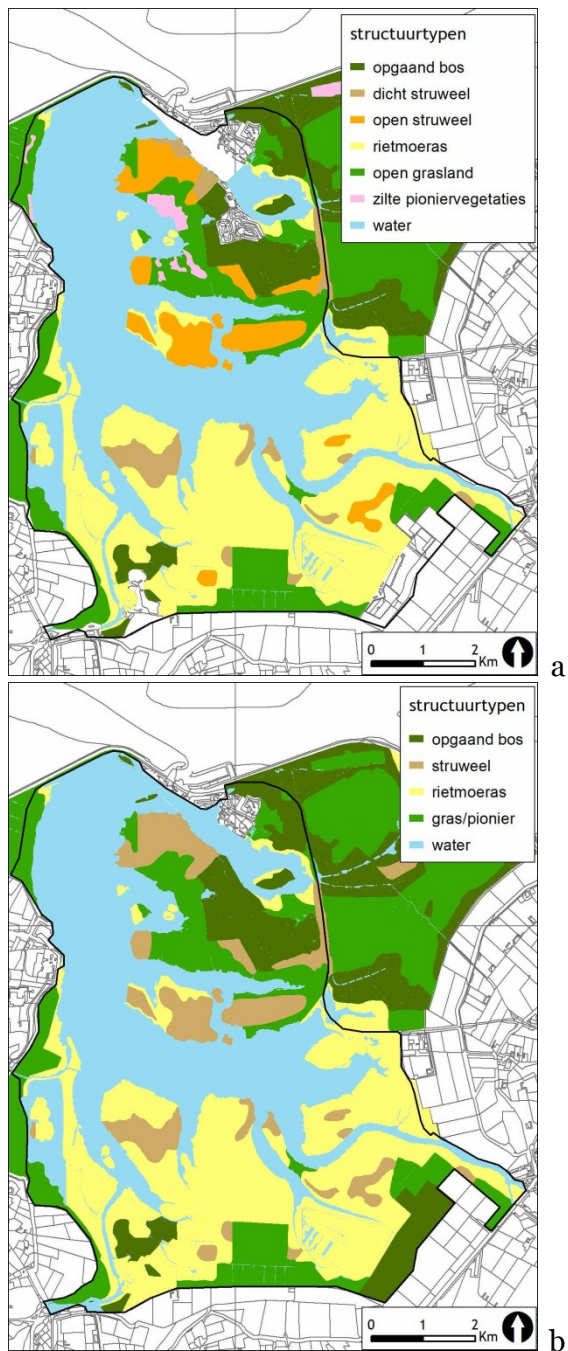 structuurtypen
opgaand bos
dicht struweel
open struweel
rietmoeras
open grasland
zilte pioniervegetaties
water
0 1 2
Km
a
structuurtypen
opgaand bos
struweel
rietmoeras
gras/pionier
water
0 1 2
Km
b